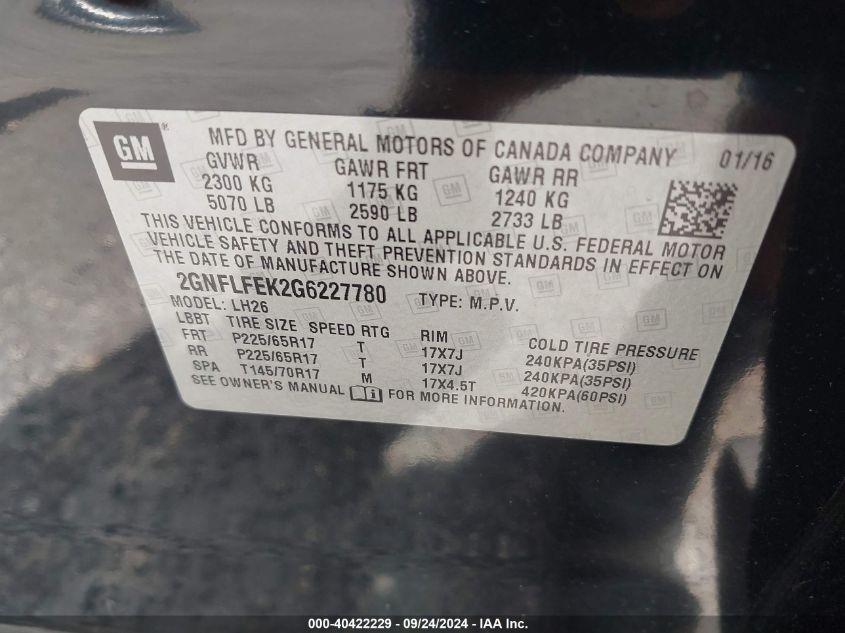 GM ® MFD BY GENERAL MOTORS OF CANADA COMPANY 01/16
GVWR GAWR FRT GAWR RR
2300 KG 1175 KG 1240 KG
5070 LB 2590 LB 2733 LB
THIS VEHICLE CONFORMS TO ALL APPLICABLE U.S. FEDERAL MOTOR
VEHICLE SAFETY AND THEFT PREVENTION STANDARDS IN EFFECT ON
THE DATE OF MANUFACTURE SHOWN ABOVE.
2GNFLFEK2G6227780 TYPE: M.P.V.
MODEL: LH26
LBBT TIRE SIZE SPEED RTG RIM COLD TIRE PRESSURE
FRT P225/65R17 T 17X7J 240KPA(35PSI)
RR P225/65R17 T 17X7J 240KPA(35PSI)
SPA T145/70R17 M 17X4.5T 420KPA(60PSI)
SEE OWNER'S MANUAL FOR MORE INFORMATION.
000-40422229 - 09/24/2024 - IAA Inc.